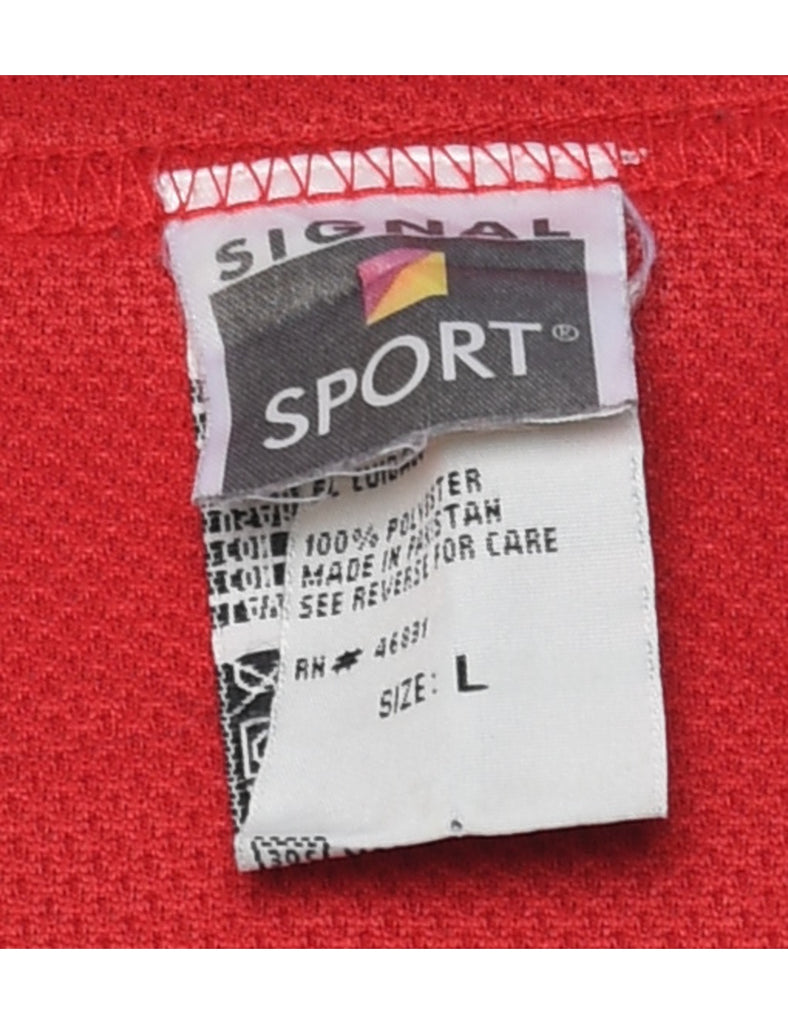 SIGNAL
SPORT®
100% POLYESTER
MADE IN PAKISTAN
SEE REVERSE FOR CARE
RN# 46831
SIZE: L